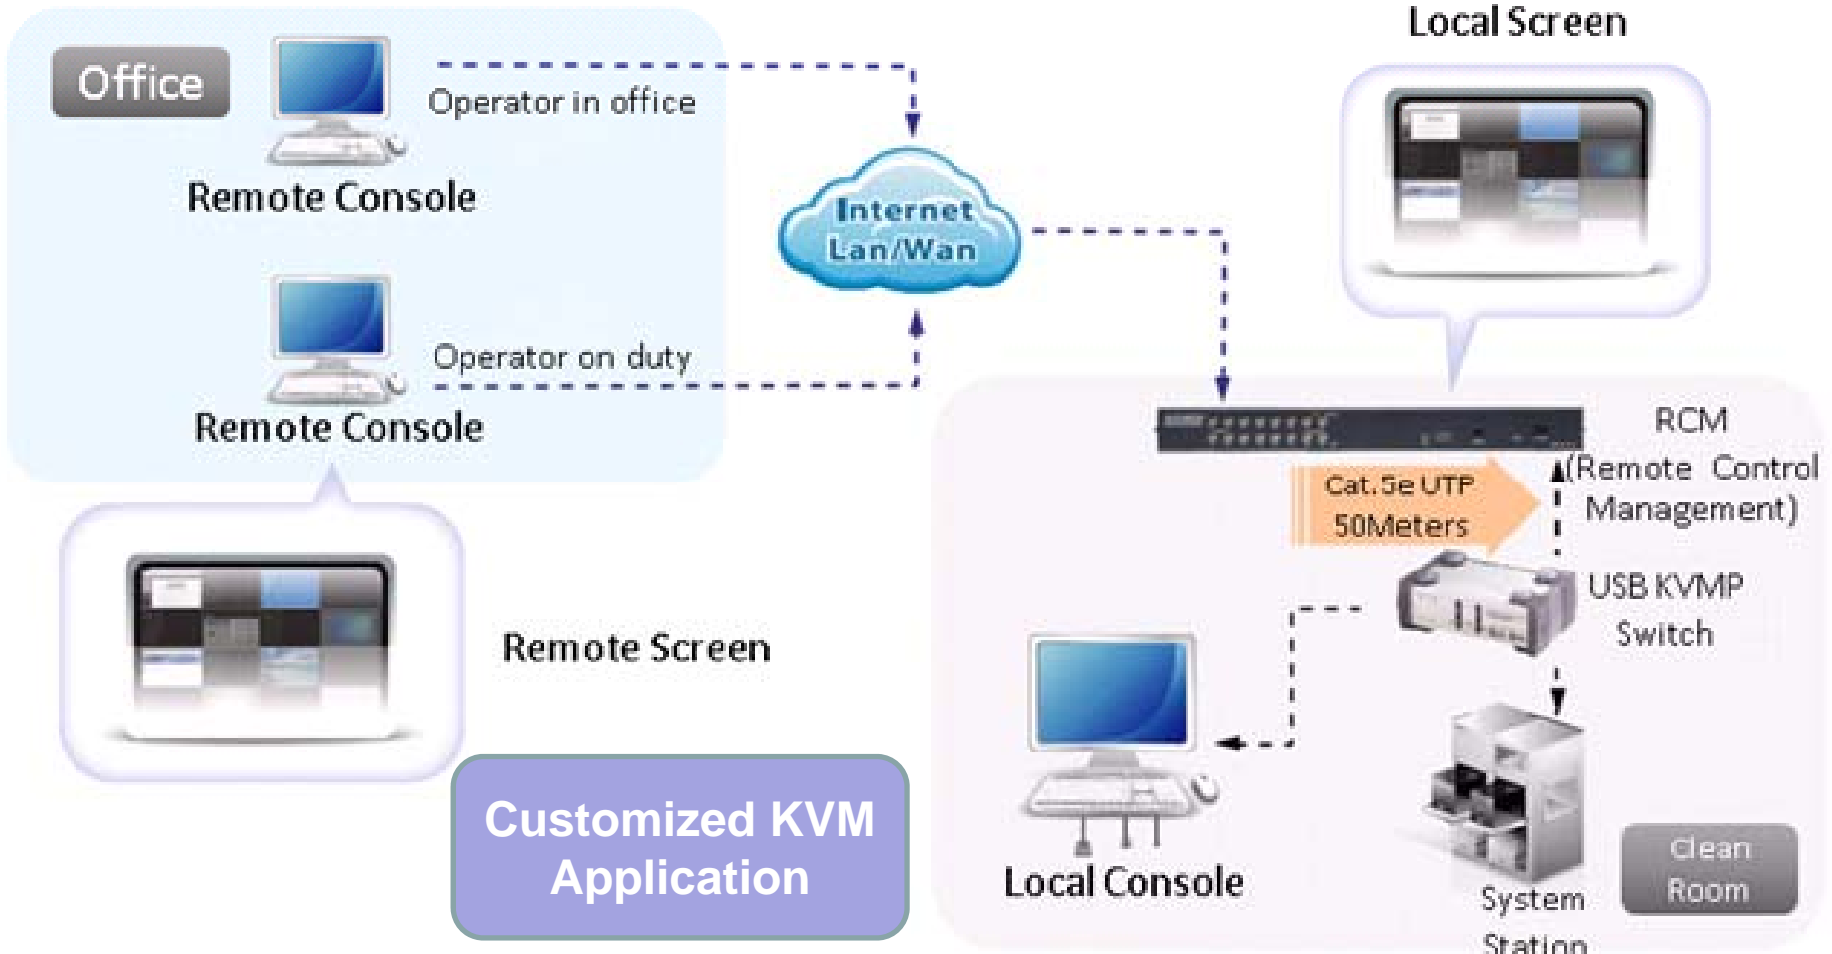 Local Screen
Office
Operator in office
Remote Console
Internet
Lan/Wan
Operator on duty
Remote Console
RCM
(Remote Control
Management)
Cat.5e UTP
50Meters
USB KVMP
Switch
Remote Screen
Customized KVM
Application
Local Console
Clean
Room
System
Station